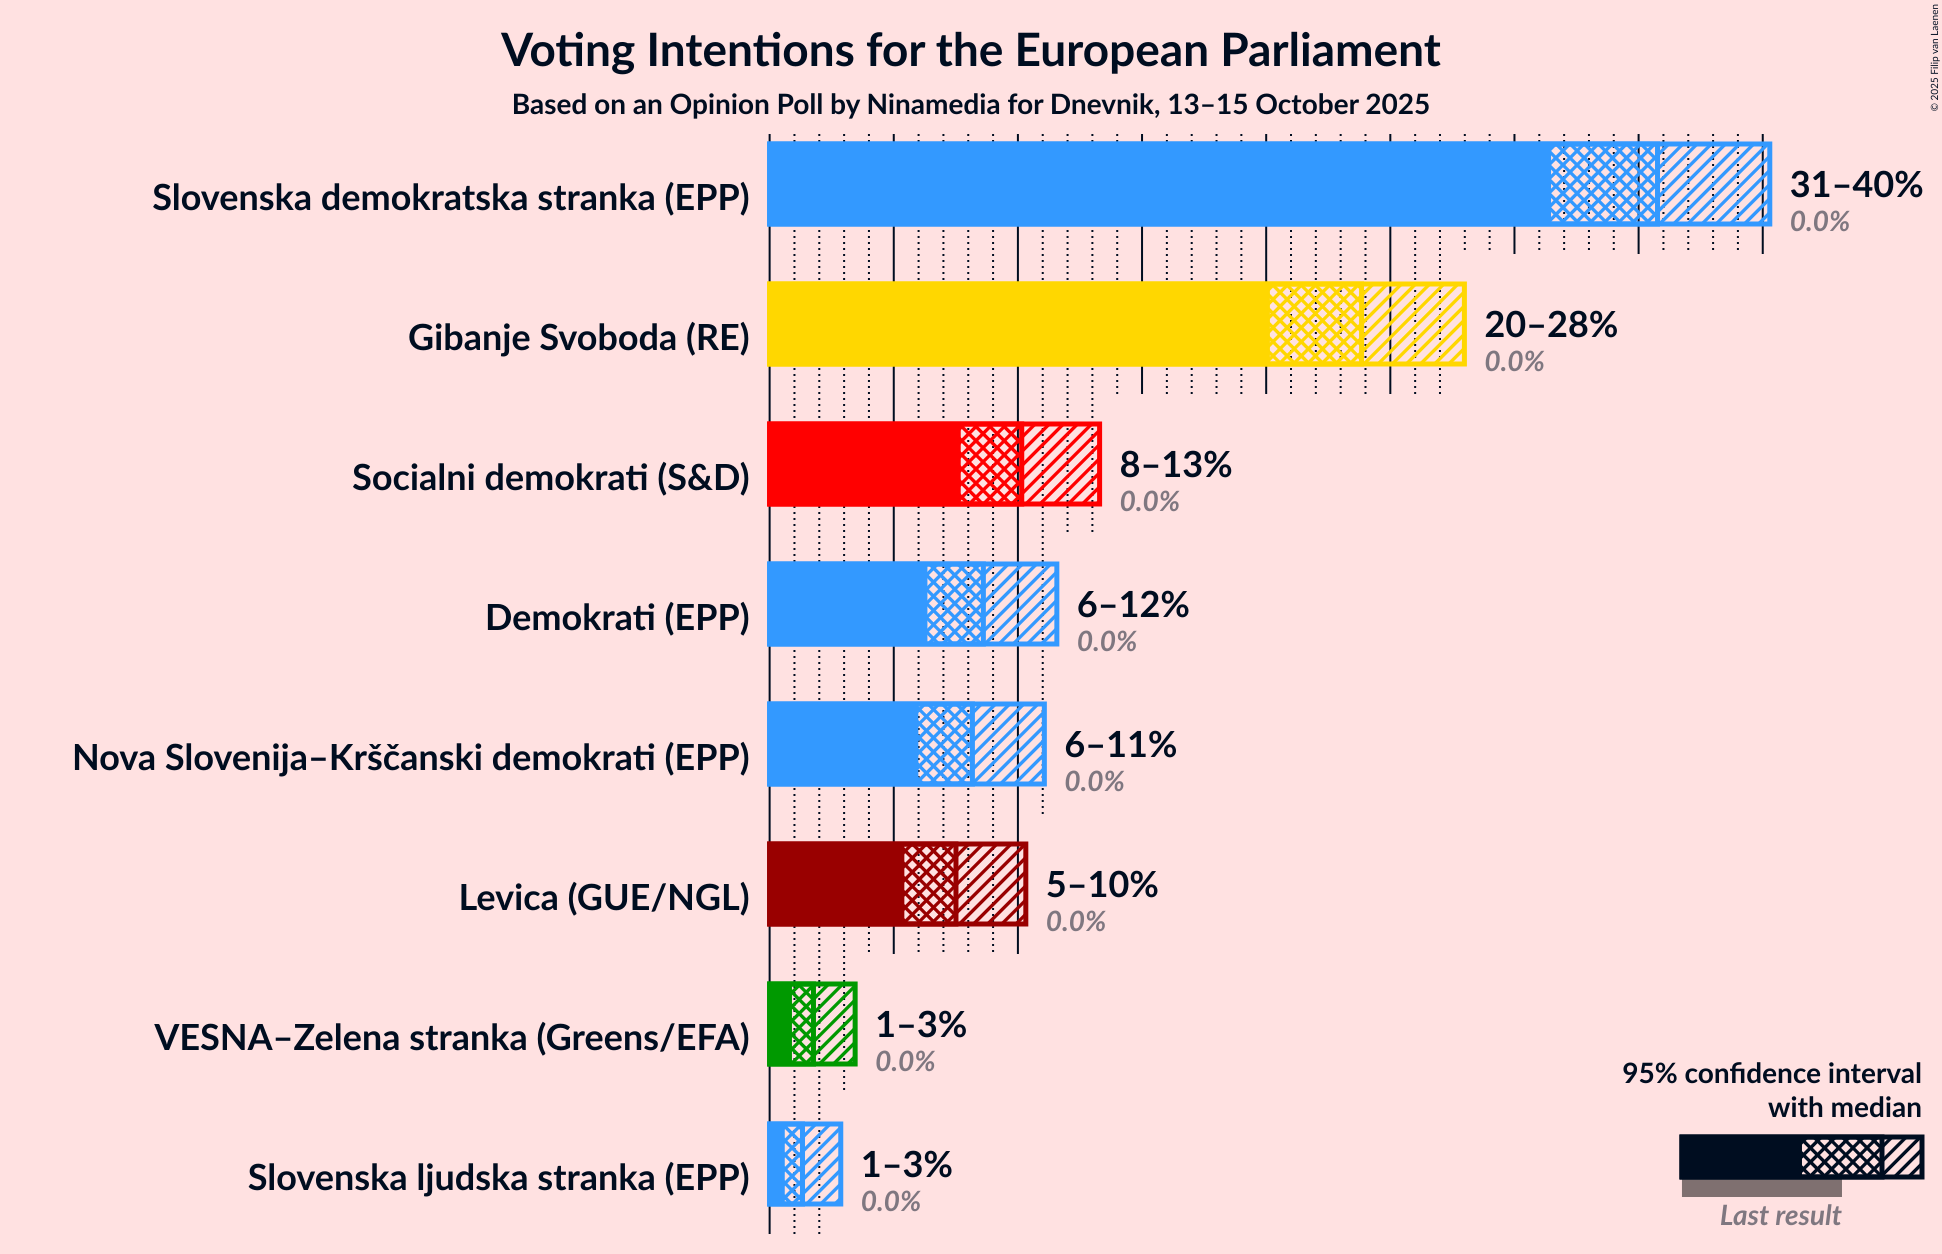 Voting Intentions for the European Parliament
Based on an Opinion Poll by Ninamedia for Dnevnik, 13–15 October 2025
© 2025 Filip van Laenen
Slovenska demokratska stranka (EPP)
31–40%
0.0%
Gibanje Svoboda (RE)
20–28%
0.0%
Socialni demokrati (S&D)
8–13%
0.0%
Demokrati (EPP)
6–12%
0.0%
Nova Slovenija–Krščanski demokrati (EPP)
6–11%
0.0%
Levica (GUE/NGL)
5–10%
0.0%
VESNA–Zelena stranka (Greens/EFA)
1–3%
0.0%
Slovenska ljudska stranka (EPP)
1–3%
0.0%
95% confidence interval
with median
Last result